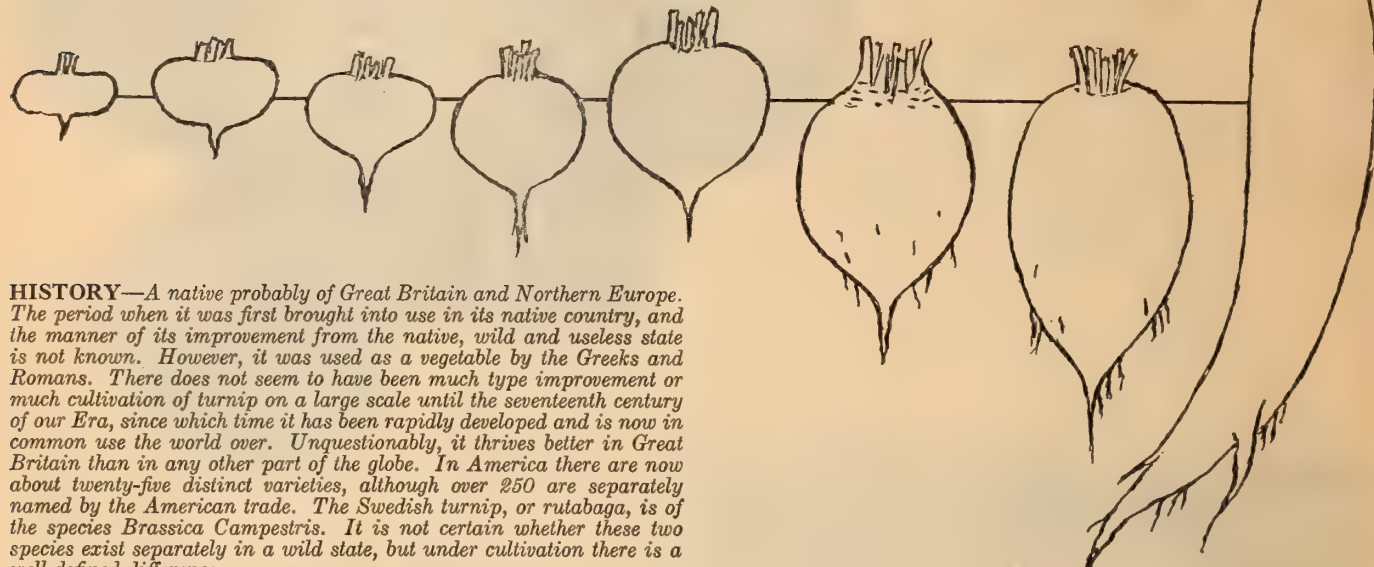 HISTORY—A native probably of Great Britain and Northern Europe.
The period when it was first brought into use in its native country, and
the manner of its improvement from the native, wild and useless state
is not known. However, it was used as a vegetable by the Greeks and
Romans. There does not seem to have been much type improvement or
much cultivation of turnip on a large scale until the seventeenth century
of our Era, since which time it has been rapidly developed and is now in
common use the world over. Unquestionably, it thrives better in Great
Britain than in any other part of the globe. In America there are now
about twenty-five distinct varieties, although over 250 are separately
named by the American trade. The Swedish turnip, or rutabaga, is of
the species Brassica Campestris. It is not certain whether these two
species exist separately in a wild state, but under cultivation there is a